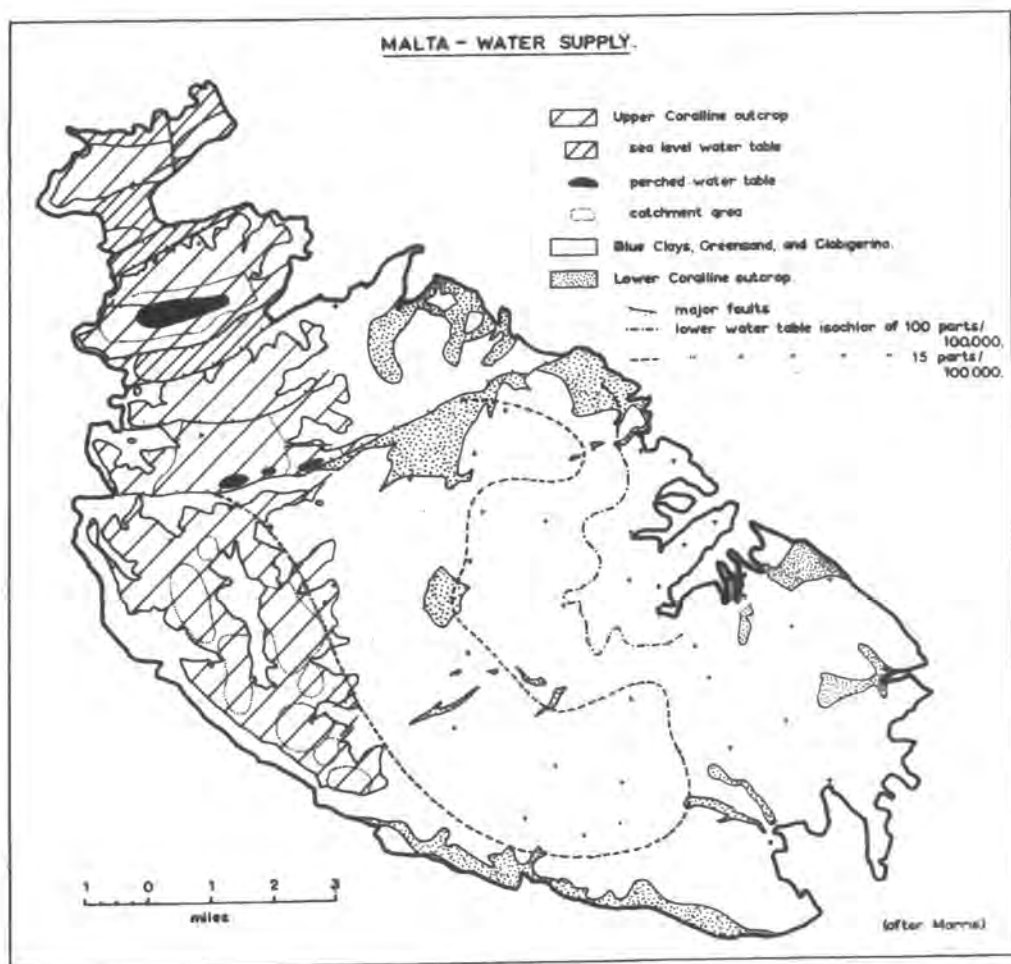 MALTA - WATER SUPPLY.
Upper Coralline outcrop
sea level water table
perched water table
catchment area
Blue Clays, Greensand, and Globigerina.
Lower Coralline outcrop.
major faults
lower water table isochlor of 100 parts/
100,000.
" " " " " 15 parts/
100 000.
1 0 1 2 3
miles
(after Morris)